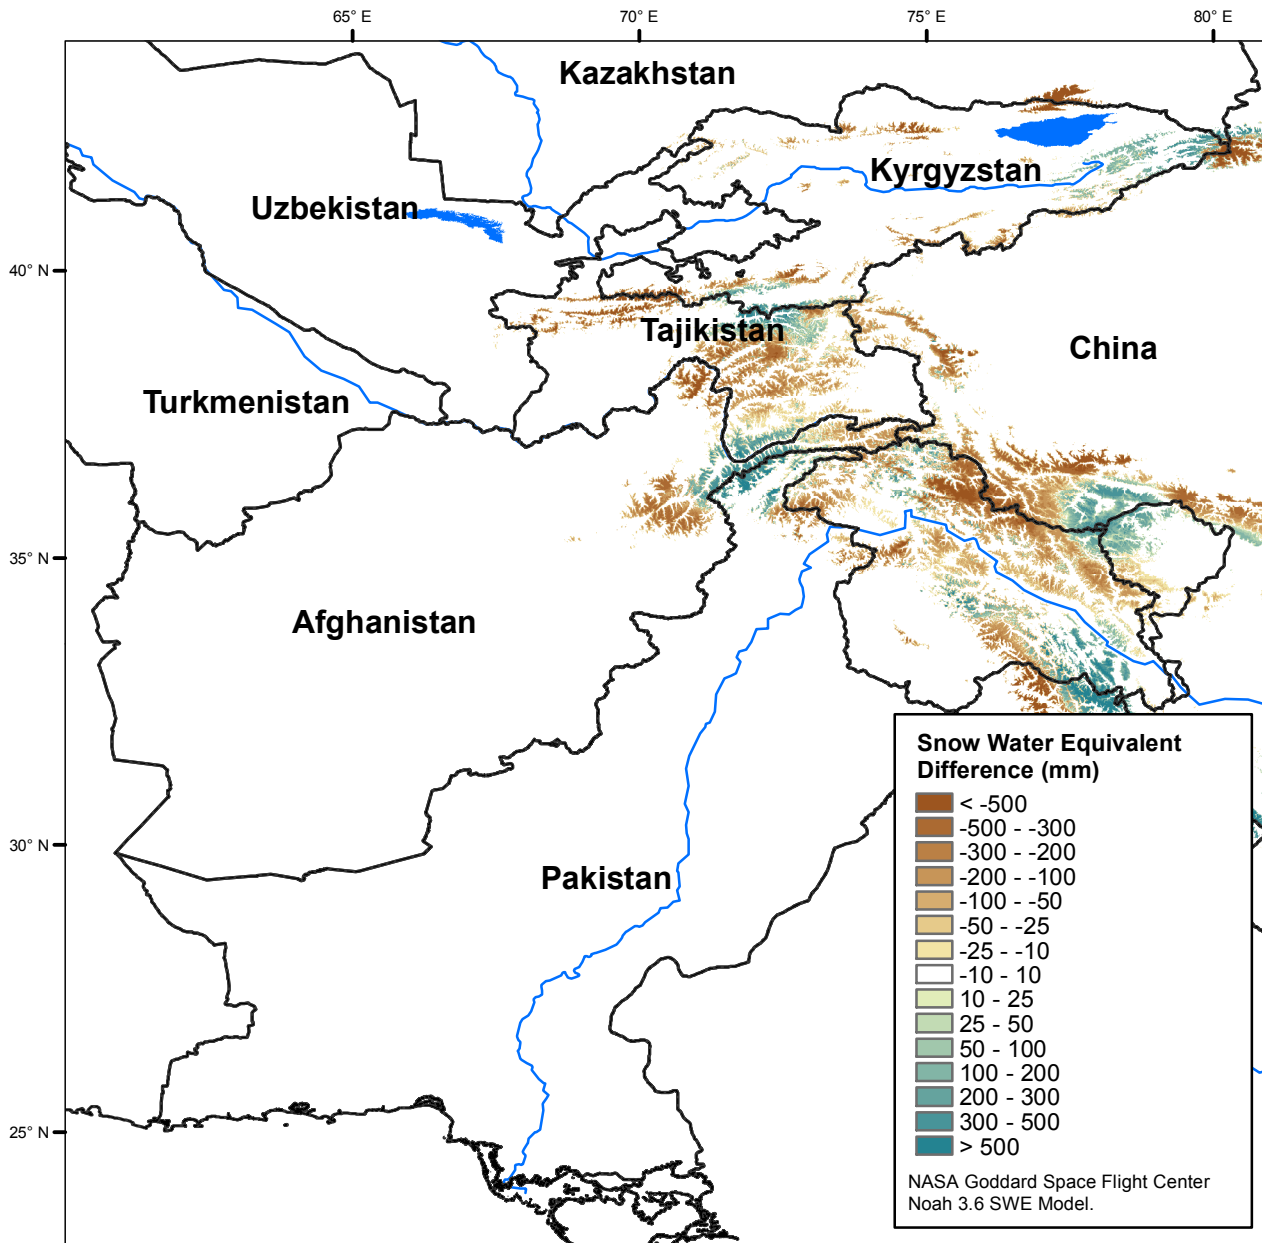 65° E
70° E
75° E
80° E
Kazakhstan
Kyrgyzstan
Uzbekistan
40° N
Tajikistan
China
Turkmenistan
35° N
Afghanistan
30° N
Pakistan
25° N
Snow Water Equivalent
Difference (mm)
< -500
-500 - -300
-300 - -200
-200 - -100
-100 - -50
-50 - -25
-25 - -10
-10 - 10
10 - 25
25 - 50
50 - 100
100 - 200
200 - 300
300 - 500
> 500
NASA Goddard Space Flight Center
Noah 3.6 SWE Model.